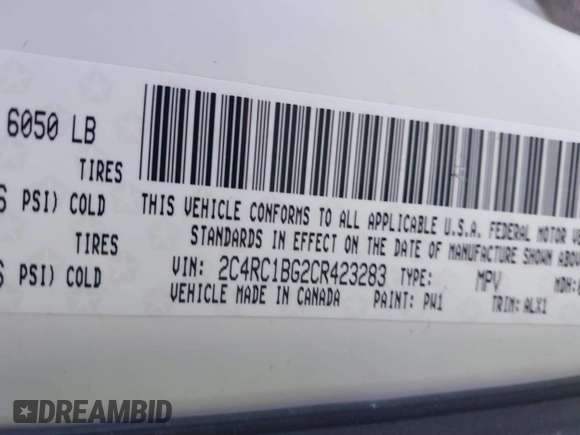 6050 LB
TIRES
PSI) COLD
TIRES
PSI) COLD
THIS VEHICLE CONFORMS TO ALL APPLICABLE U.S.A. FEDERAL MOTOR
STANDARDS IN EFFECT ON THE DATE OF MANUFACTURE SHOWN ABOVE
VIN: 2C4RC1BG2CR423283 TYPE: MPV MDH:
VEHICLE MADE IN CANADA PAINT: PW1 TRIM: ALX1
DREAMBID